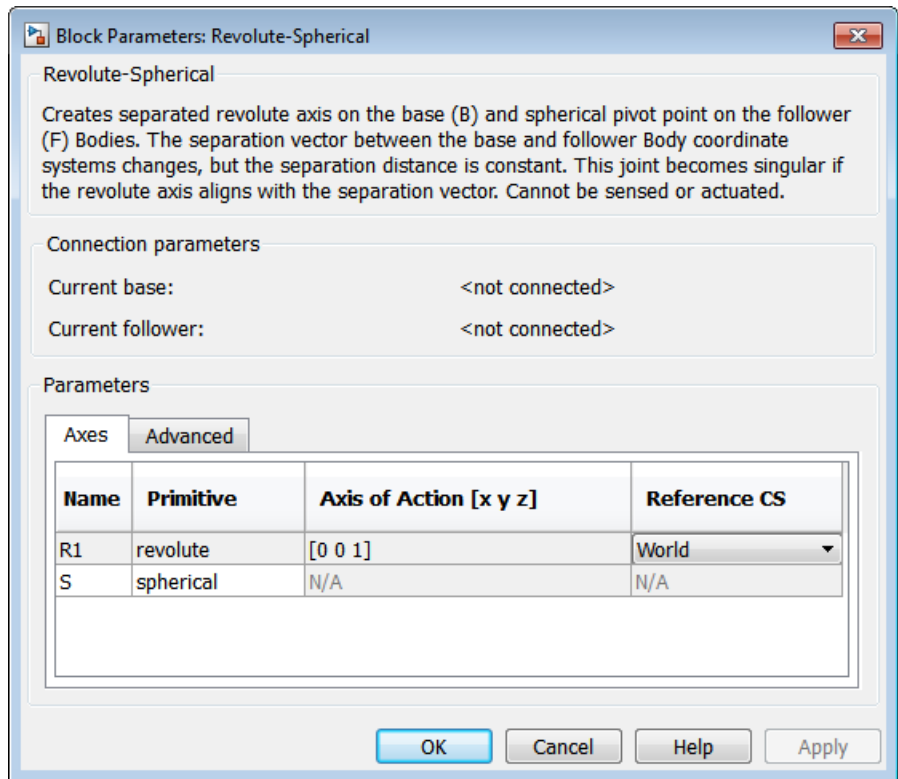 Block Parameters: Revolute-Spherical
Revolute-Spherical
Creates separated revolute axis on the base (B) and spherical pivot point on the follower
(F) Bodies. The separation vector between the base and follower Body coordinate
systems changes, but the separation distance is constant. This joint becomes singular if
the revolute axis aligns with the separation vector. Cannot be sensed or actuated.
Connection parameters
Current base: <not connected>
Current follower: <not connected>
Parameters
Axes Advanced
Name Primitive Axis of Action [x y z] Reference CS
R1 revolute [0 0 1] World
S spherical N/A N/A
OK Cancel Help Apply